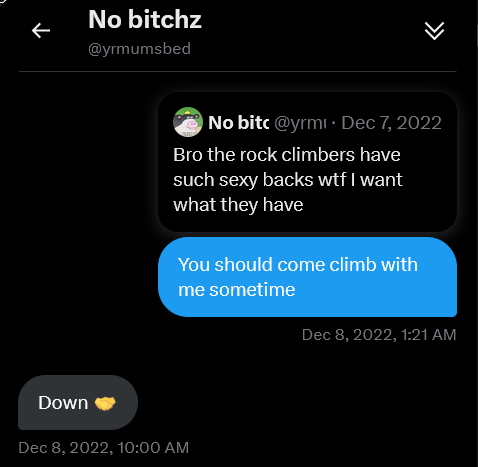 No bitchz
@yrmumsbed
No bitc @yrmu · Dec 7, 2022
Bro the rock climbers have
such sexy backs wtf I want
what they have
You should come climb with
me sometime
Dec 8, 2022, 1:21 AM
Down 🤝
Dec 8, 2022, 10:00 AM